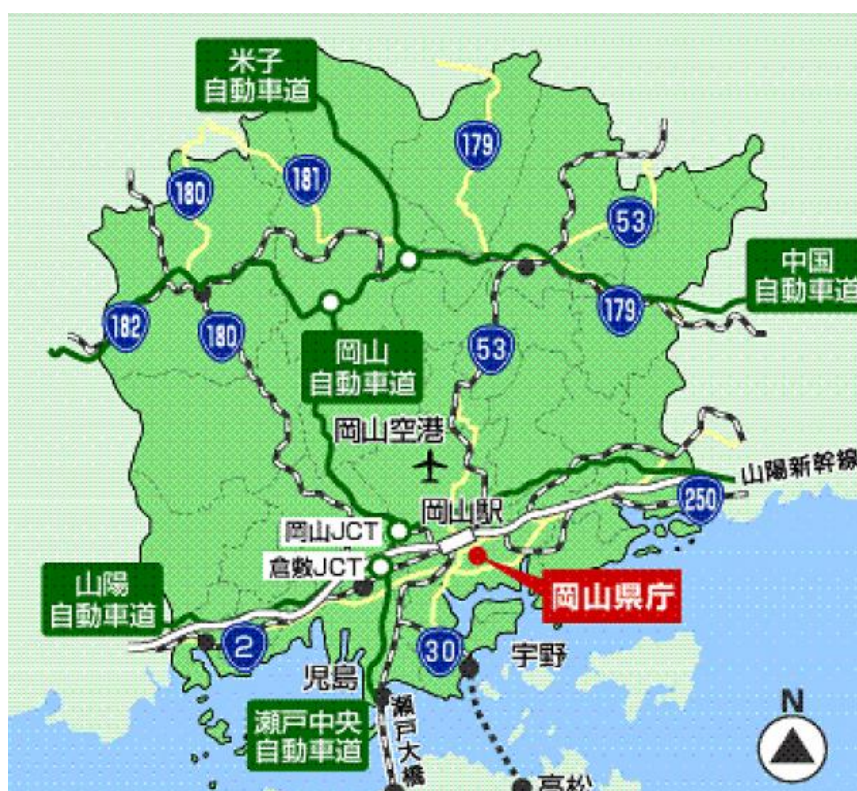 米子
自動車道
179
180
181
53
中国
自動車道
182
180
179
岡山
自動車道
53
岡山空港
山陽新幹線
250
岡山駅
岡山JCT
倉敷JCT
山陽
自動車道
岡山県庁
2
30
宇野
児島
瀬戸中央
自動車道
瀬戸大橋
N
高松